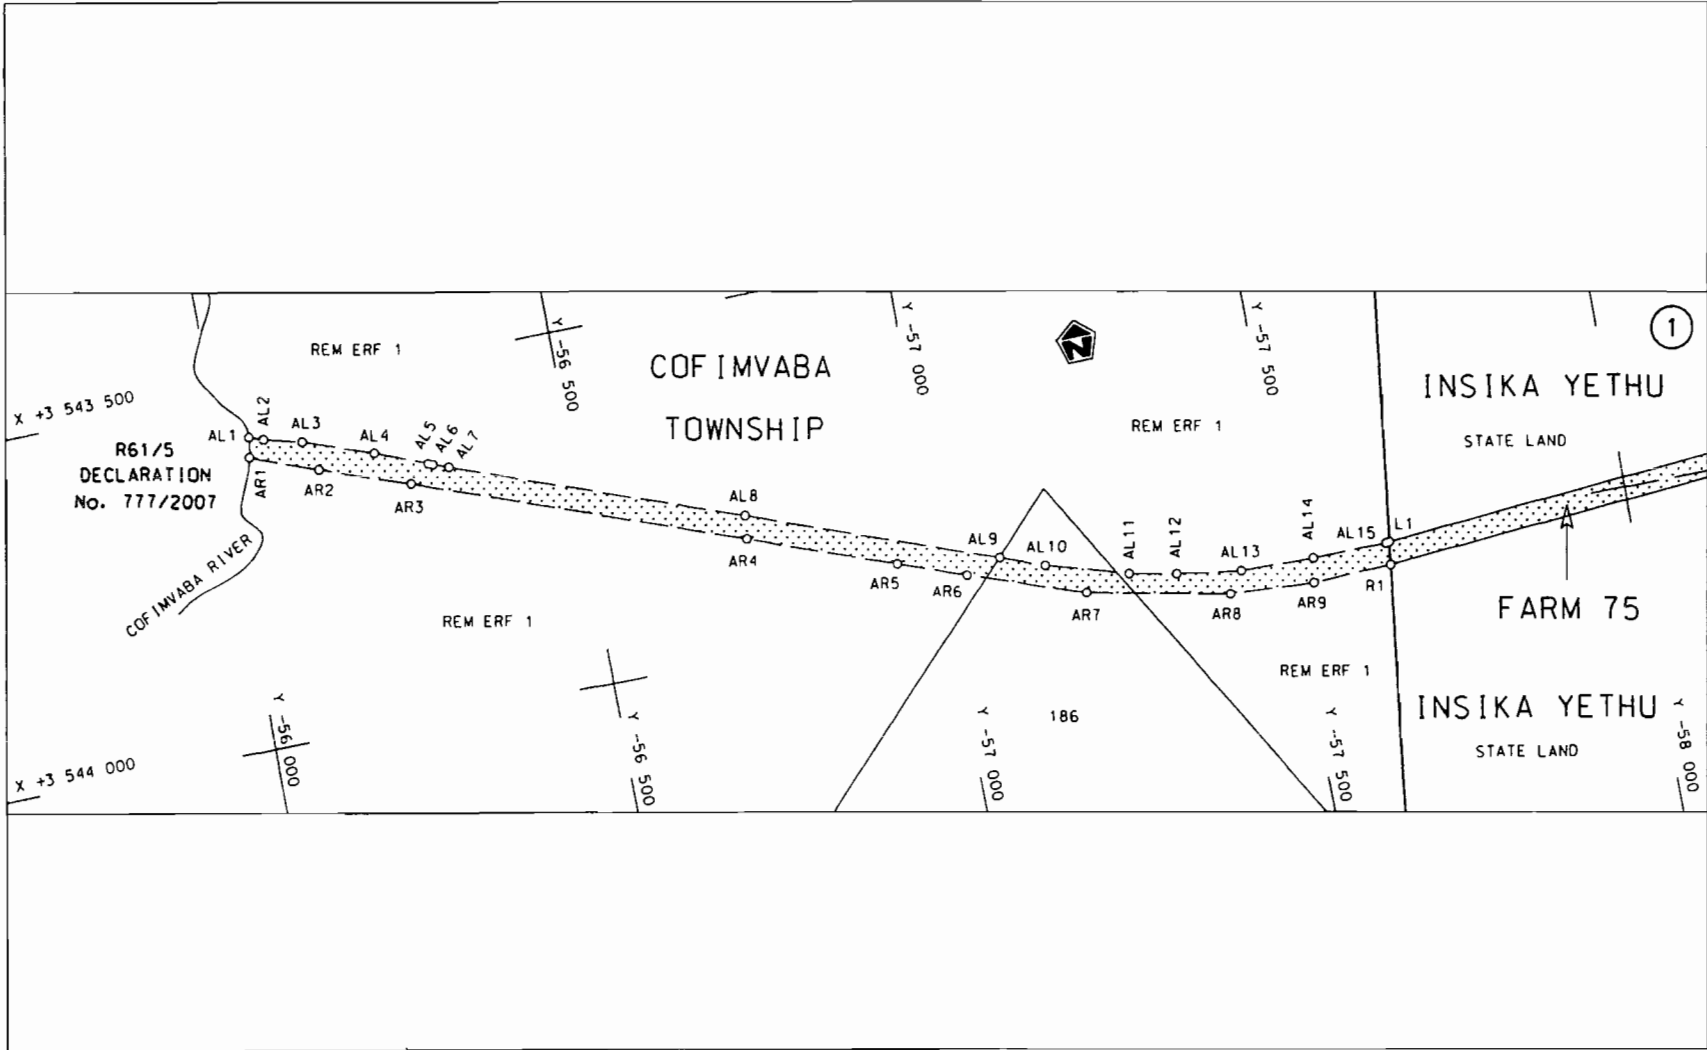 1
REM ERF 1
Y -56 500
COFIMVABA
TOWNSHIP
Y -57 000
N
Y -57 500
INSIKA YETHU
STATE LAND
REM ERF 1
X +3 543 500
R61/5
DECLARATION
No. 777/2007
AL1
AL2
AL3
AL4
AL5
AL6
AL7
AL8
AL9
AL10
AL11
AL12
AL13
AL14
AL15
L1
AR1
AR2
AR3
AR4
AR5
AR6
AR7
AR8
AR9
R1
COFIMVABA RIVER
REM ERF 1
FARM 75
REM ERF 1
INSIKA YETHU
STATE LAND
186
X +3 544 000
Y -56 000
Y -56 500
Y -57 000
Y -57 500
Y -58 000